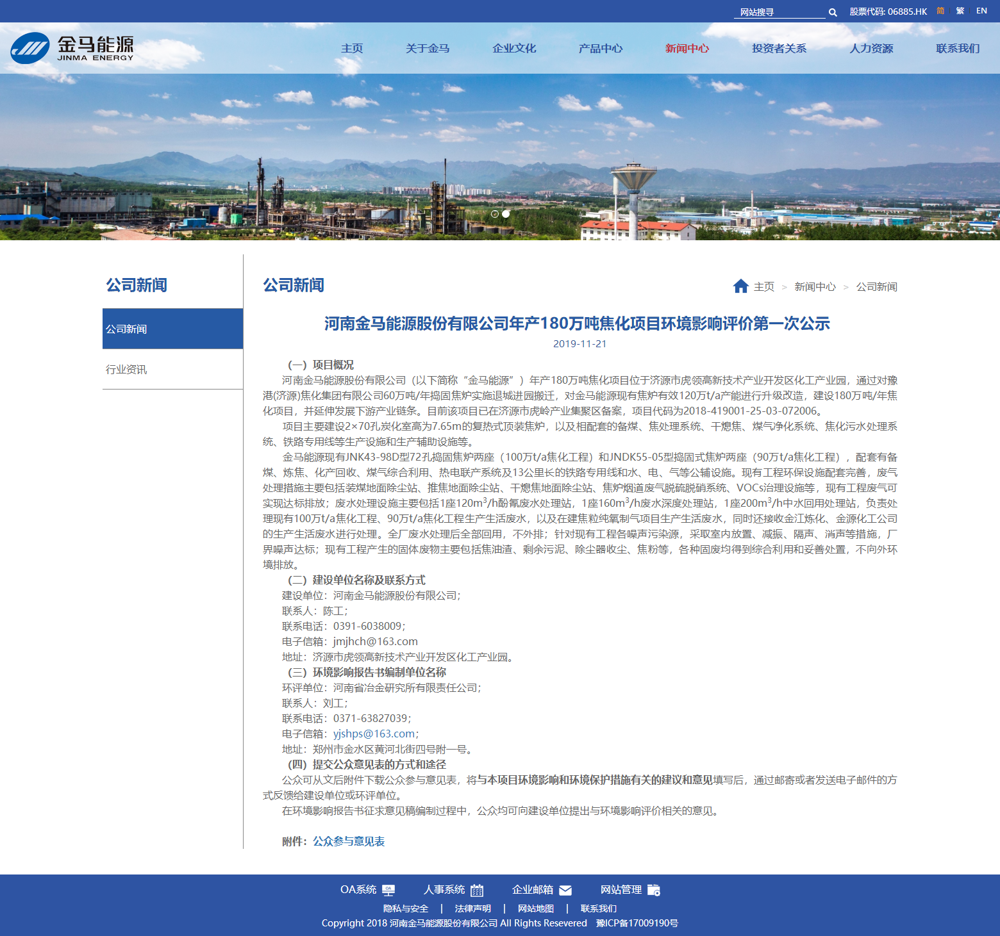 网站搜寻
股票代码: 06885.HK 简 繁 EN
金马能源
JINMA ENERGY
主页 关于金马 企业文化 产品中心 新闻中心 投资者关系 人力资源 联系我们
公司新闻
公司新闻
行业资讯
公司新闻
主页 > 新闻中心 > 公司新闻
河南金马能源股份有限公司年产180万吨焦化项目环境影响评价第一次公示
2019-11-21
（一）项目概况
河南金马能源股份有限公司（以下简称“金马能源”）年产180万吨焦化项目位于济源市虎领高新技术产业开发区化工产业园，通过对豫
港(济源)焦化集团有限公司60万吨/年捣固焦炉实施退城进园搬迁，对金马能源现有焦炉有效120万t/a产能进行升级改造，建设180万吨/年焦
化项目，并延伸发展下游产业链条。目前该项目已在济源市虎岭产业集聚区备案，项目代码为2018-419001-25-03-072006。
项目主要建设2×70孔炭化室高为7.65m的复热式顶装焦炉，以及相配套的备煤、焦处理系统、干熄焦、煤气净化系统、焦化污水处理系
统、铁路专用线等生产设施和生产辅助设施等。
金马能源现有JNK43-98D型72孔捣固焦炉两座（100万t/a焦化工程）和JNDK55-05型捣固式焦炉两座（90万t/a焦化工程），配套有备
煤、炼焦、化产回收、煤气综合利用、热电联产系统及13公里长的铁路专用线和水、电、气等公辅设施。现有工程环保设施配套完善，废气
处理措施主要包括装煤地面除尘站、推焦地面除尘站、干熄焦地面除尘站、焦炉烟道废气脱硫脱硝系统、VOCs治理设施等，现有工程废气可
实现达标排放；废水处理设施主要包括1座120m³/h酚氰废水处理站，1座160m³/h废水深度处理站，1座200m³/h中水回用处理站，负责处
理现有100万t/a焦化工程、90万t/a焦化工程生产生活废水，以及在建焦粒纯氧制气项目生产生活废水，同时还接收金江炼化、金源化工公司
的生产生活废水进行处理。全厂废水处理后全部回用，不外排；针对现有工程各噪声污染源，采取室内放置、减振、隔声、消声等措施，厂
界噪声达标；现有工程产生的固体废物主要包括焦油渣、剩余污泥、除尘器收尘、焦粉等，各种固废均得到综合利用和妥善处置，不向外环
境排放。
（二）建设单位名称及联系方式
建设单位：河南金马能源股份有限公司；
联系人：陈工；
联系电话：0391-6038009；
电子信箱：jmjhch@163.com
地址：济源市虎领高新技术产业开发区化工产业园。
（三）环境影响报告书编制单位名称
环评单位：河南省冶金研究所有限责任公司；
联系人：刘工；
联系电话：0371-63827039；
电子信箱：yjshps@163.com；
地址：郑州市金水区黄河北街四号附一号。
（四）提交公众意见表的方式和途径
公众可从文后附件下载公众参与意见表，将与本项目环境影响和环境保护措施有关的建议和意见填写后，通过邮寄或者发送电子邮件的方
式反馈给建设单位或环评单位。
在环境影响报告书征求意见稿编制过程中，公众均可向建设单位提出与环境影响评价相关的意见。
附件：公众参与意见表
OA系统 人事系统 企业邮箱 网站管理
隐私与安全 | 法律声明 | 网站地图 | 联系我们
Copyright 2018 河南金马能源股份有限公司 All Rights Resevered 豫ICP备17009190号